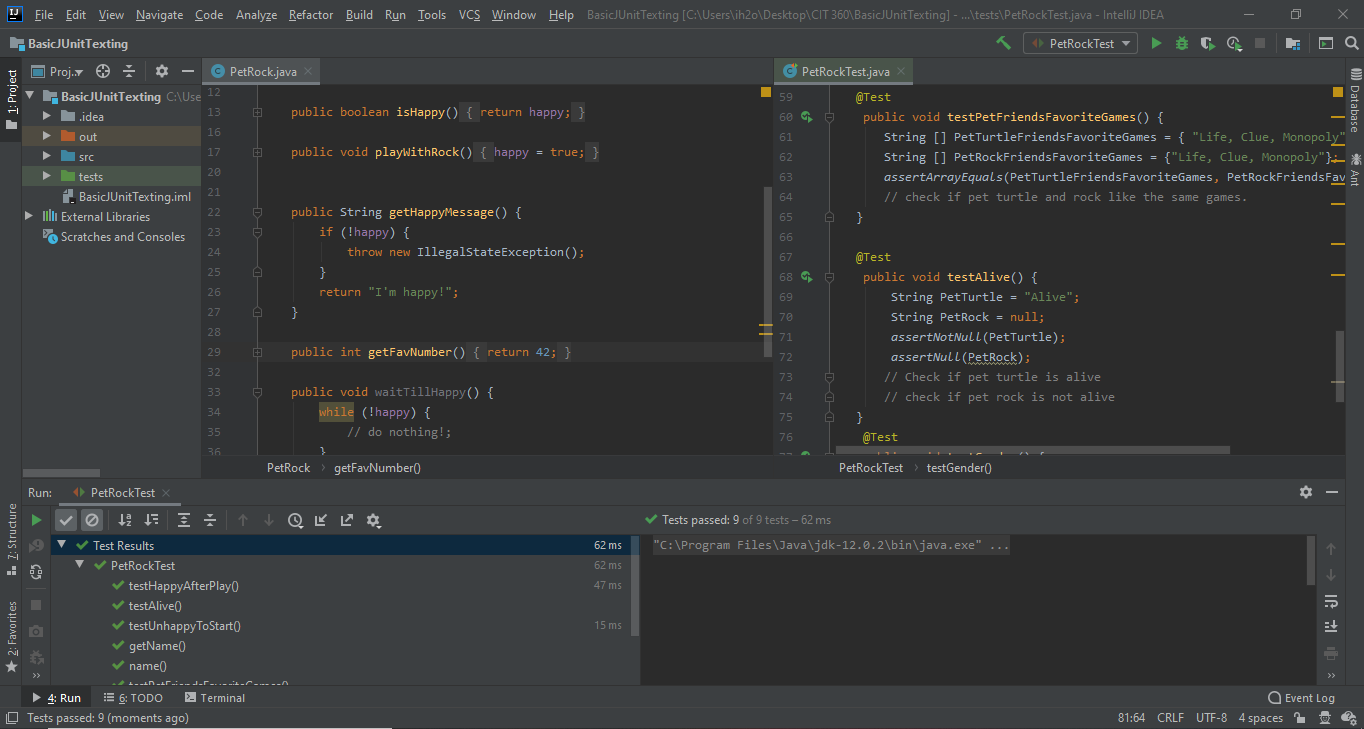 File Edit View Navigate Code Analyze Refactor Build Run Tools VCS Window Help BasicJUnitTexting [C:\Users\ih2o\Desktop\CIT 360\BasicJUnitTexting] - ...\tests\PetRockTest.java - IntelliJ IDEA
BasicJUnitTexting
PetRockTest
1: Project
Proj..
BasicJUnitTexting C:\Use
.idea
out
src
tests
BasicJUnitTexting.iml
External Libraries
Scratches and Consoles
PetRock.java
12
13 public boolean isHappy() { return happy; }
16
17 public void playWithRock() { happy = true; }
20
21
22 public String getHappyMessage() {
23 if (!happy) {
24 throw new IllegalStateException();
25 }
26 return "I'm happy!";
27 }
28
29 public int getFavNumber() { return 42; }
32
33 public void waitTillHappy() {
34 while (!happy) {
35 // do nothing!;
36 }
PetRock › getFavNumber()
PetRockTest.java
59 @Test
60 public void testPetFriendsFavoriteGames() {
61 String [] PetTurtleFriendsFavoriteGames = { "Life, Clue, Monopoly"
62 String [] PetRockFriendsFavoriteGames = {"Life, Clue, Monopoly"};
63 assertArrayEquals(PetTurtleFriendsFavoriteGames, PetRockFriendsFav
64 // check if pet turtle and rock like the same games.
65 }
66
67 @Test
68 public void testAlive() {
69 String PetTurtle = "Alive";
70 String PetRock = null;
71 assertNotNull(PetTurtle);
72 assertNull(PetRock);
73 // Check if pet turtle is alive
74 // check if pet rock is not alive
75 }
76 @Test
PetRockTest › testGender()
Database
Ant
Run: PetRockTest
Tests passed: 9 of 9 tests – 62 ms
Test Results 62 ms
PetRockTest 62 ms
testHappyAfterPlay() 47 ms
testAlive()
testUnhappyToStart() 15 ms
getName()
name()
testPetFriendsFavoriteGames()
"C:\Program Files\Java\jdk-12.0.2\bin\java.exe" ...
7: Structure
2: Favorites
4: Run 6: TODO Terminal Event Log
Tests passed: 9 (moments ago) 81:64 CRLF UTF-8 4 spaces